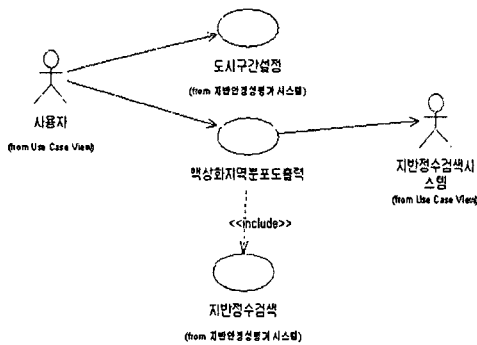 도시구간설정
(from 지반안정성평가 시스템)
사용자
(from Use Case View)
액상화지역분포도출력
지반정수검색시
스템
(from Use Case View)
<<include>>
지반정수검색
(from 지반안정성평가 시스템)